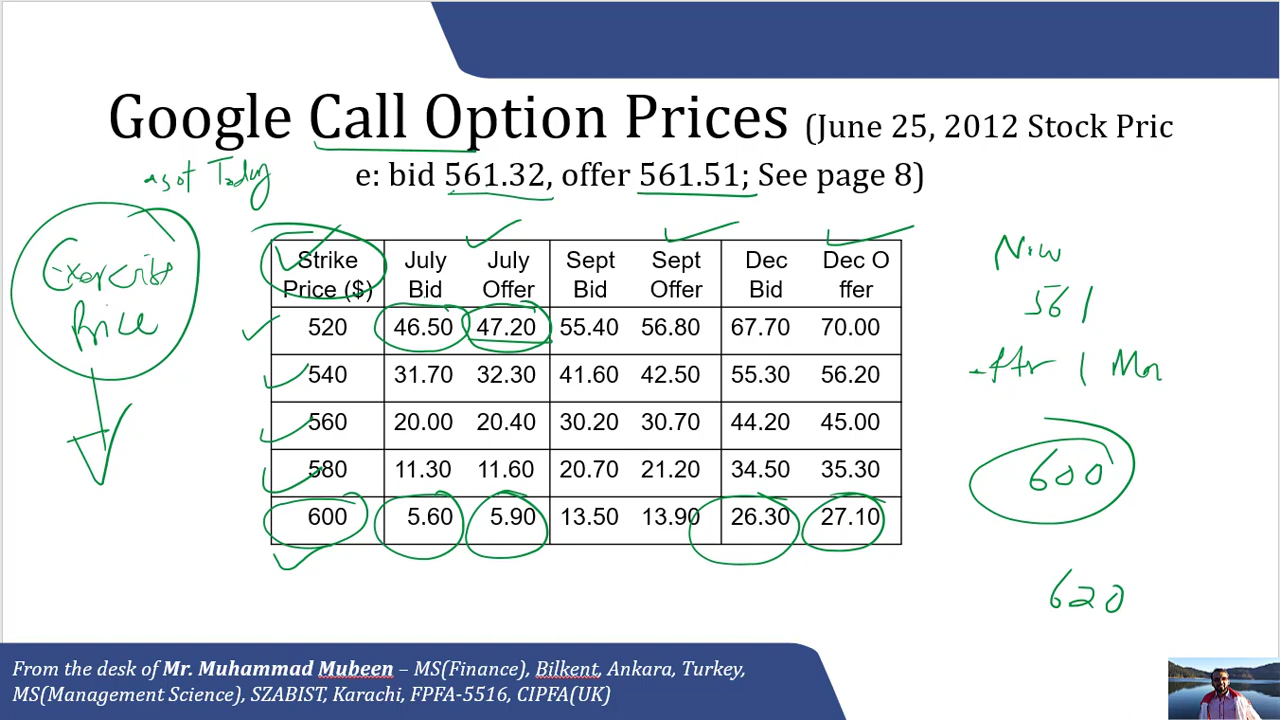 Google Call Option Prices (June 25, 2012 Stock Pric
e: bid 561.32, offer 561.51; See page 8)
as of Today
Exercise
Price
Strike Price ($) July Bid July Offer Sept Bid Sept Offer Dec Bid Dec O ffer
520 46.50 47.20 55.40 56.80 67.70 70.00
540 31.70 32.30 41.60 42.50 55.30 56.20
560 20.00 20.40 30.20 30.70 44.20 45.00
580 11.30 11.60 20.70 21.20 34.50 35.30
600 5.60 5.90 13.50 13.90 26.30 27.10
Now
561
after 1 Mon
600
620
From the desk of Mr. Muhammad Mubeen – MS(Finance), Bilkent, Ankara, Turkey,
MS(Management Science), SZABIST, Karachi, FPFA-5516, CIPFA(UK)